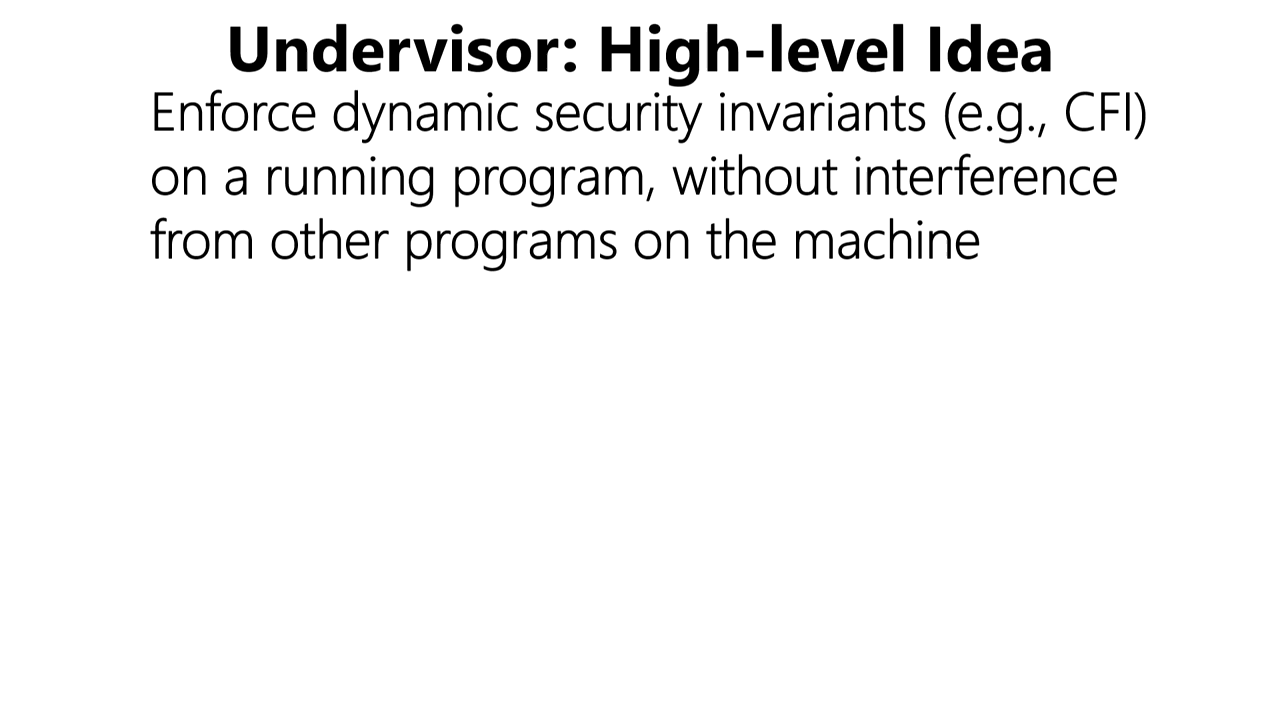 Undervisor: High-level Idea
Enforce dynamic security invariants (e.g., CFI)
on a running program, without interference
from other programs on the machine